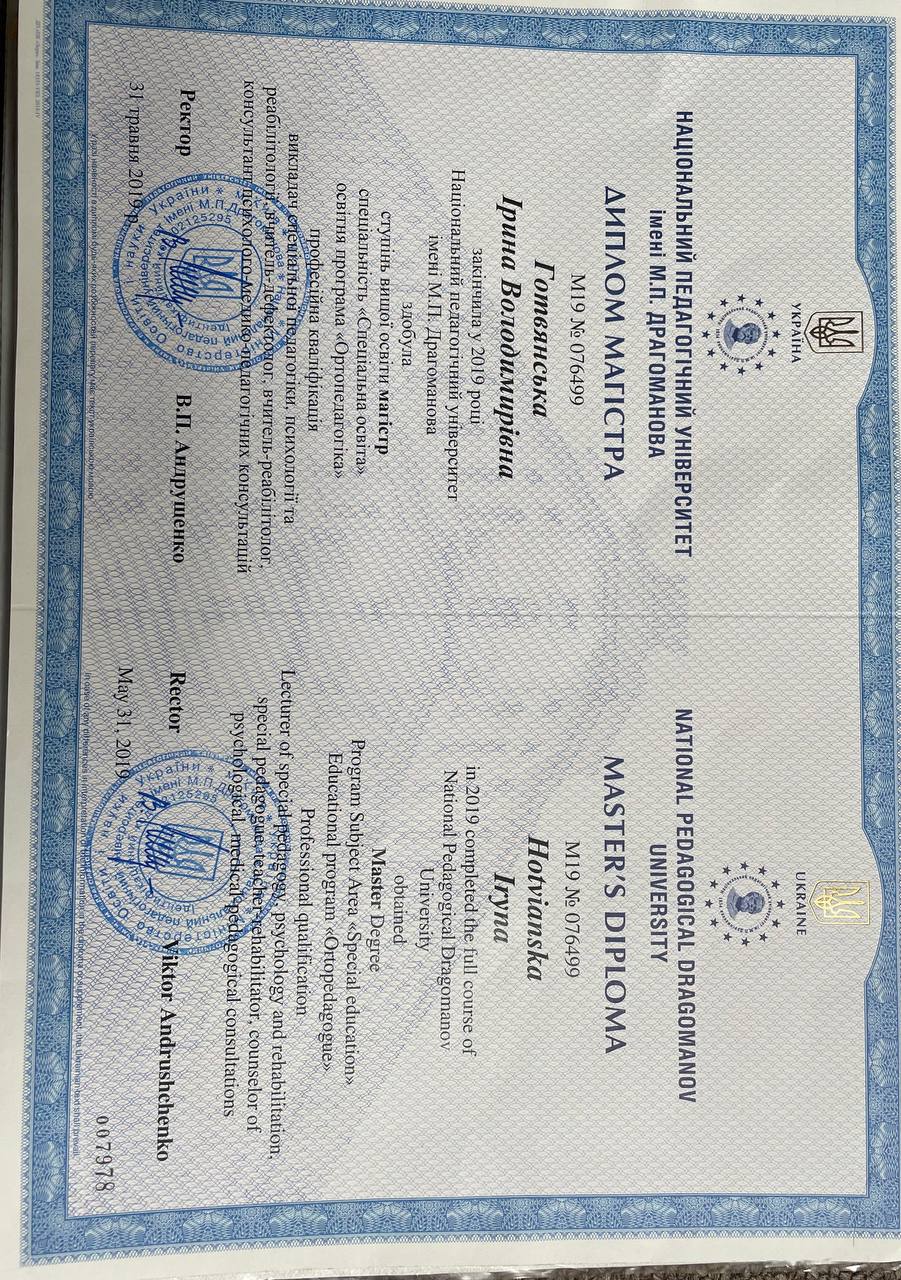 УКРАЇНА
НАЦІОНАЛЬНИЙ ПЕДАГОГІЧНИЙ УНІВЕРСИТЕТ
імені М.П. ДРАГОМАНОВА
ДИПЛОМ МАГІСТРА
М19 № 076499
Готвянська
Ірина Володимирівна
закінчила у 2019 році
Національний педагогічний університет
імені М.П. Драгоманова
здобула
ступінь вищої освіти магістр
спеціальність «Спеціальна освіта»
освітня програма «Ортопедагогіка»
професійна кваліфікація
викладач спеціальної педагогіки, психології та
реабілітології, вчитель-дефектолог, вчитель-реабілітолог,
консультант психолого-медико-педагогічних консультацій
Ректор В.П. Андрущенко
31 травня 2019 р.
UKRAINE
NATIONAL PEDAGOGICAL DRAGOMANOV
UNIVERSITY
MASTER'S DIPLOMA
М19 № 076499
Hotvianska
Iryna
in 2019 completed the full course of
National Pedagogical Dragomanov
University
obtained
Master Degree
Program Subject Area «Special education»
Educational program «Ortopedagogue»
Professional qualification
Lecturer of special pedagogy, psychology and rehabilitation,
special pedagogue, teacher-rehabilitator, counselor of
psychological-medical-pedagogical consultations
Rector Viktor Andrushchenko
May 31, 2019
007978